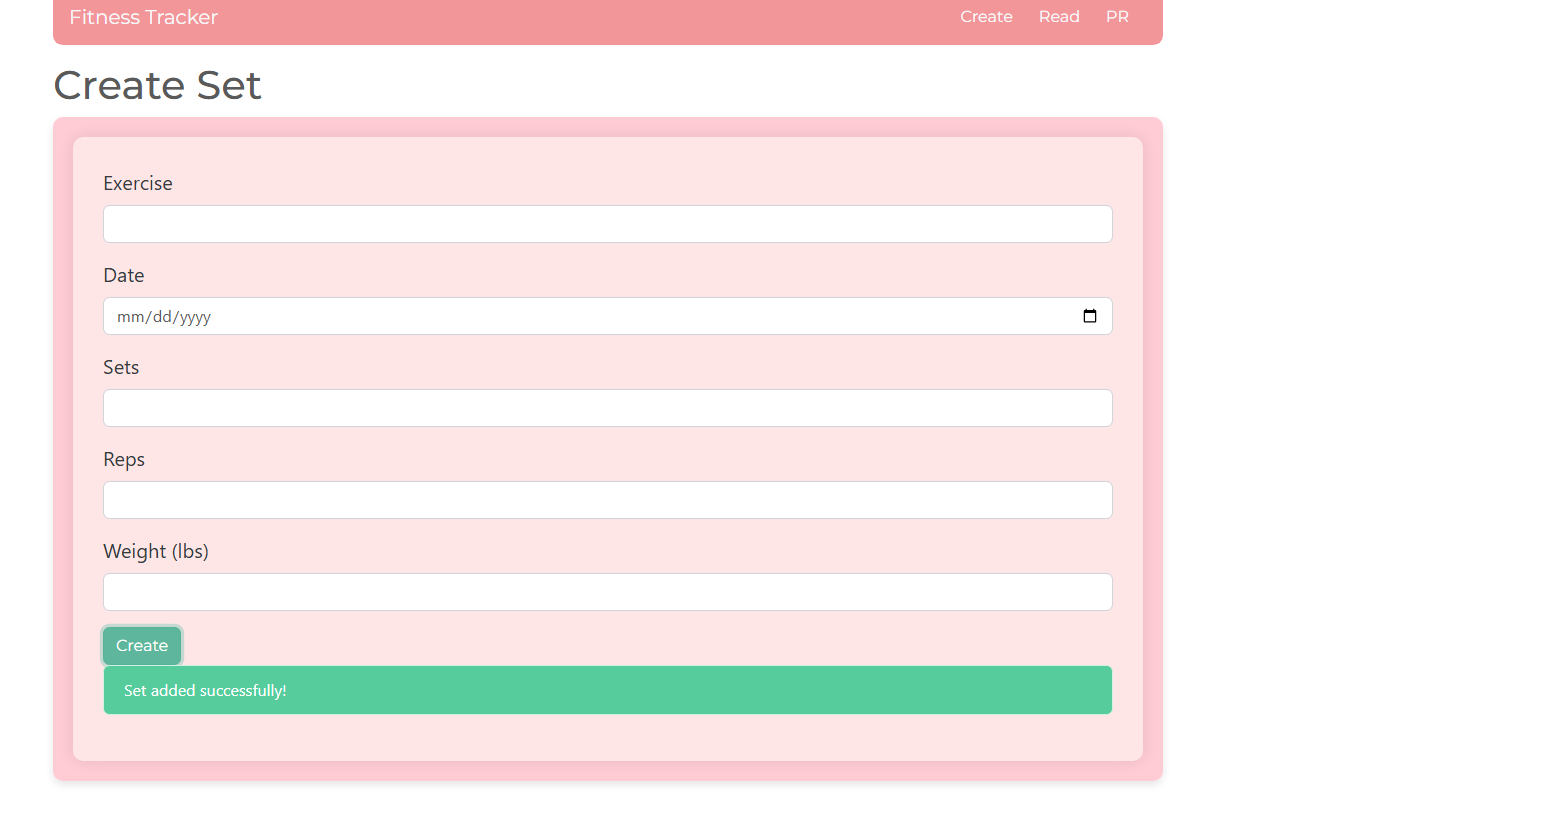 Fitness Tracker Create Read PR
Create Set
Exercise
Date
mm/dd/yyyy
Sets
Reps
Weight (lbs)
Create
Set added successfully!